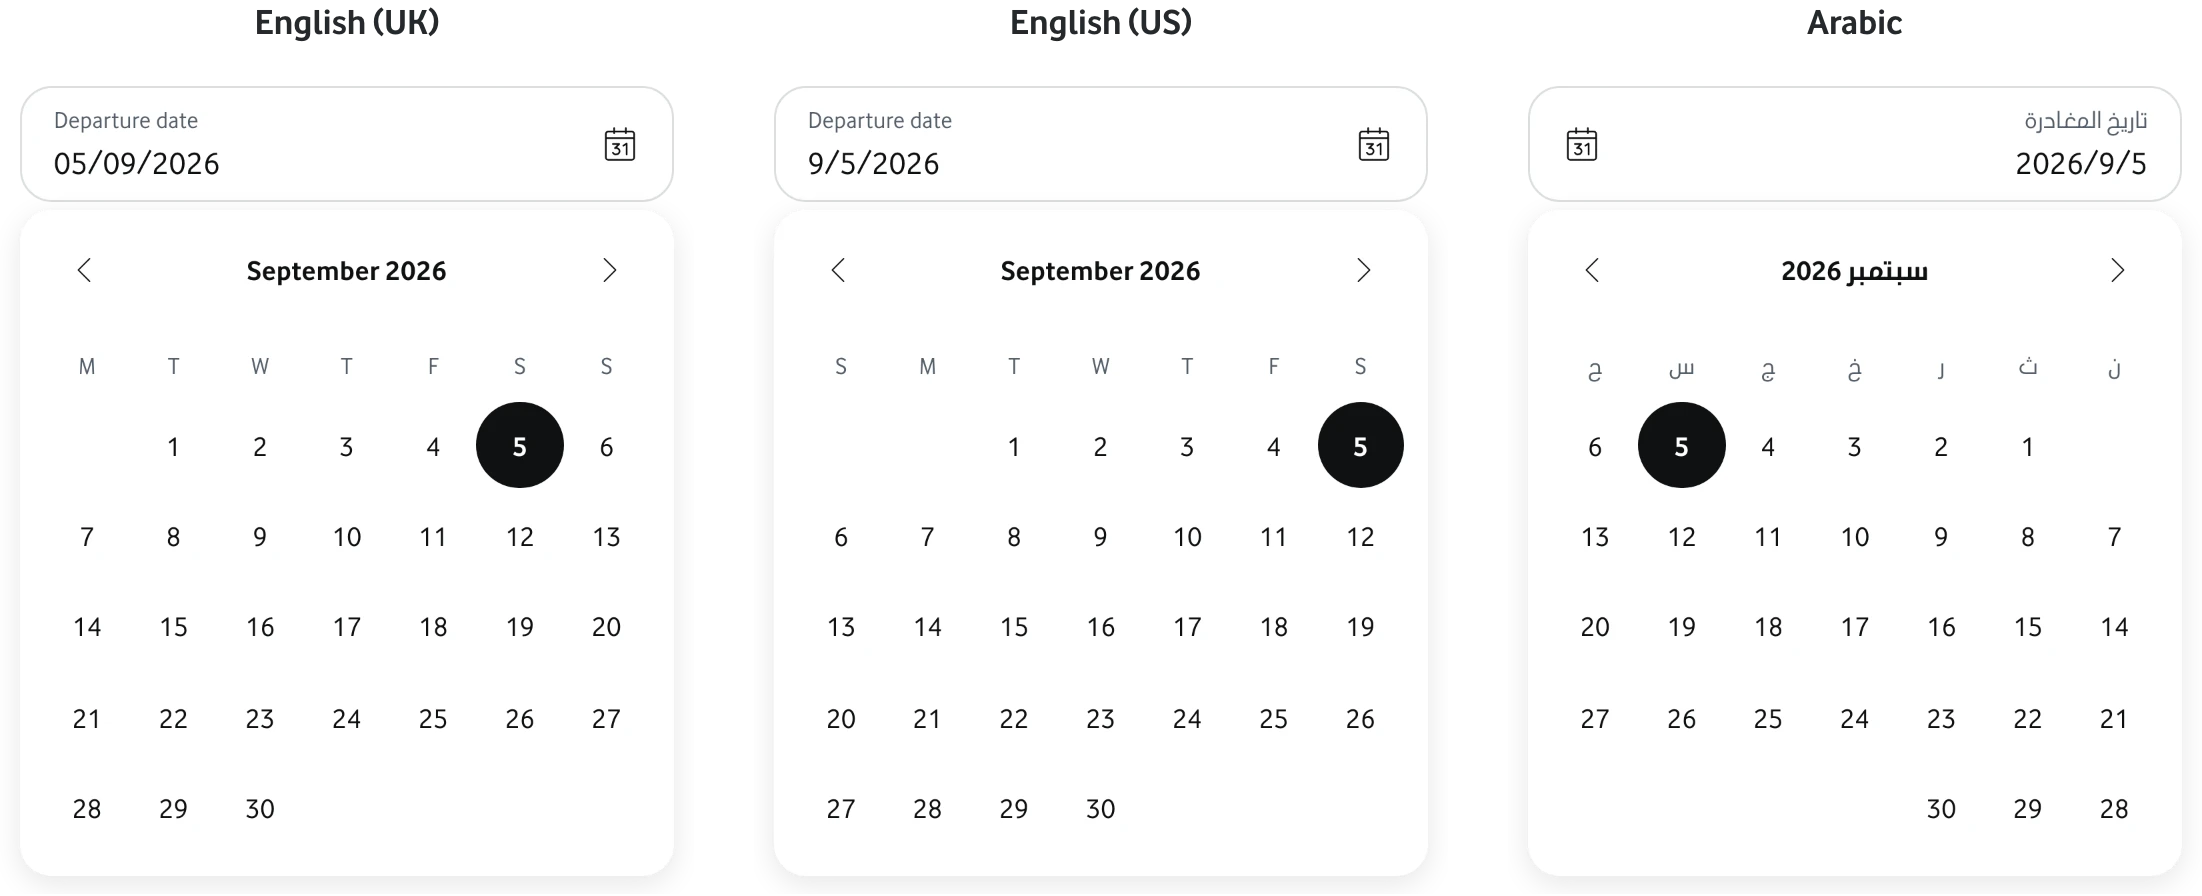 English (UK)
Departure date
05/09/2026
31
September 2026
M T W T F S S
1 2 3 4 5 6
7 8 9 10 11 12 13
14 15 16 17 18 19 20
21 22 23 24 25 26 27
28 29 30
English (US)
Departure date
9/5/2026
31
September 2026
S M T W T F S
1 2 3 4 5
6 7 8 9 10 11 12
13 14 15 16 17 18 19
20 21 22 23 24 25 26
27 28 29 30
Arabic
تاريخ المغادرة
2026/9/5
31
سبتمبر 2026
ن ث ر خ ج س ح
1 2 3 4 5 6
7 8 9 10 11 12 13
14 15 16 17 18 19 20
21 22 23 24 25 26 27
28 29 30